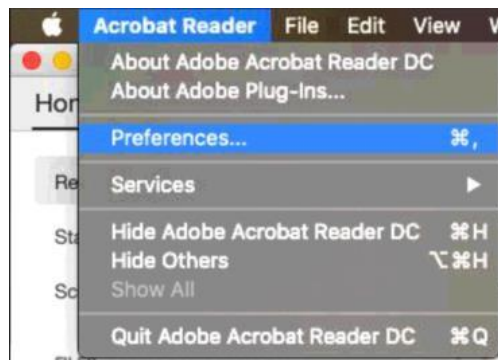 Acrobat Reader File Edit View
About Adobe Acrobat Reader DC
About Adobe Plug-Ins...
Preferences... ⌘,
Services ▶
Hide Adobe Acrobat Reader DC ⌘H
Hide Others ⌥⌘H
Show All
Quit Adobe Acrobat Reader DC ⌘Q